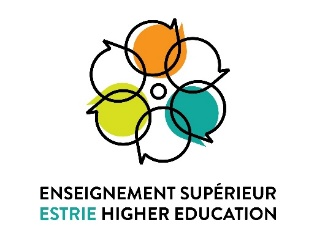 ENSEIGNEMENT SUPÉRIEUR
ESTRIE HIGHER EDUCATION